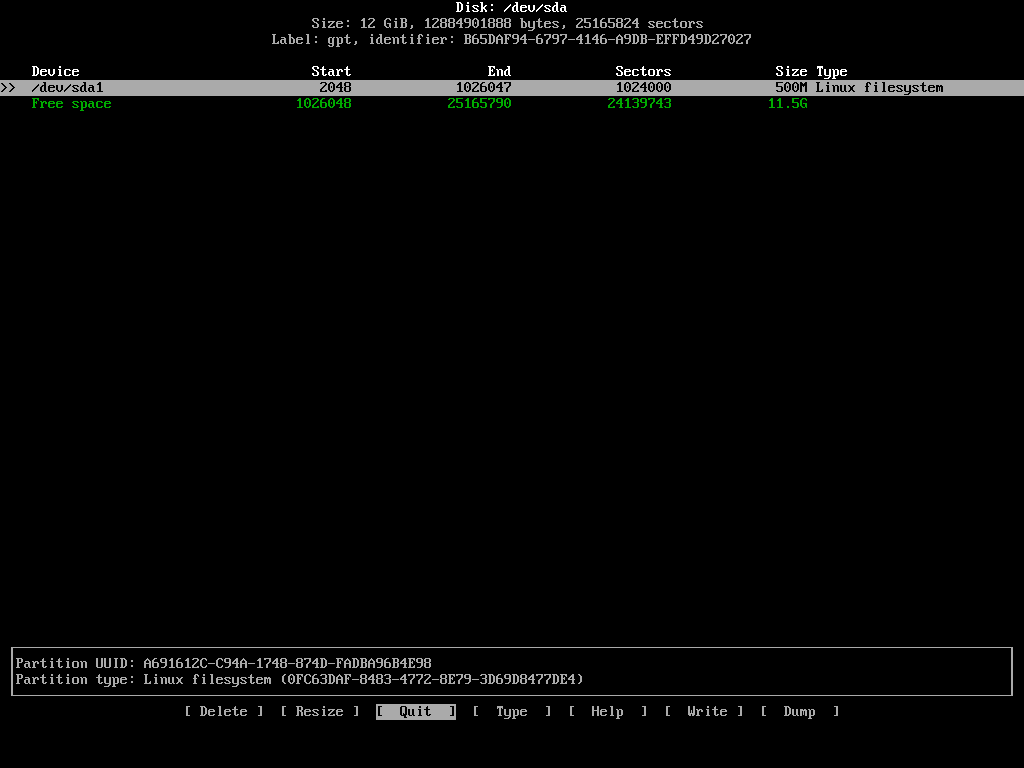 Disk: /dev/sda
Size: 12 GiB, 12884901888 bytes, 25165824 sectors
Label: gpt, identifier: B65DAF94-6797-4146-A9DB-EFFD49D27027
Device Start End Sectors Size Type
>> /dev/sda1 2048 1026047 1024000 500M Linux filesystem
Free space 1026048 25165790 24139743 11.5G
Partition UUID: A691612C-C94A-1748-874D-FADBA96B4E98
Partition type: Linux filesystem (0FC63DAF-8483-4772-8E79-3D69D8477DE4)
[ Delete ] [ Resize ] [ Quit ] [ Type ] [ Help ] [ Write ] [ Dump ]